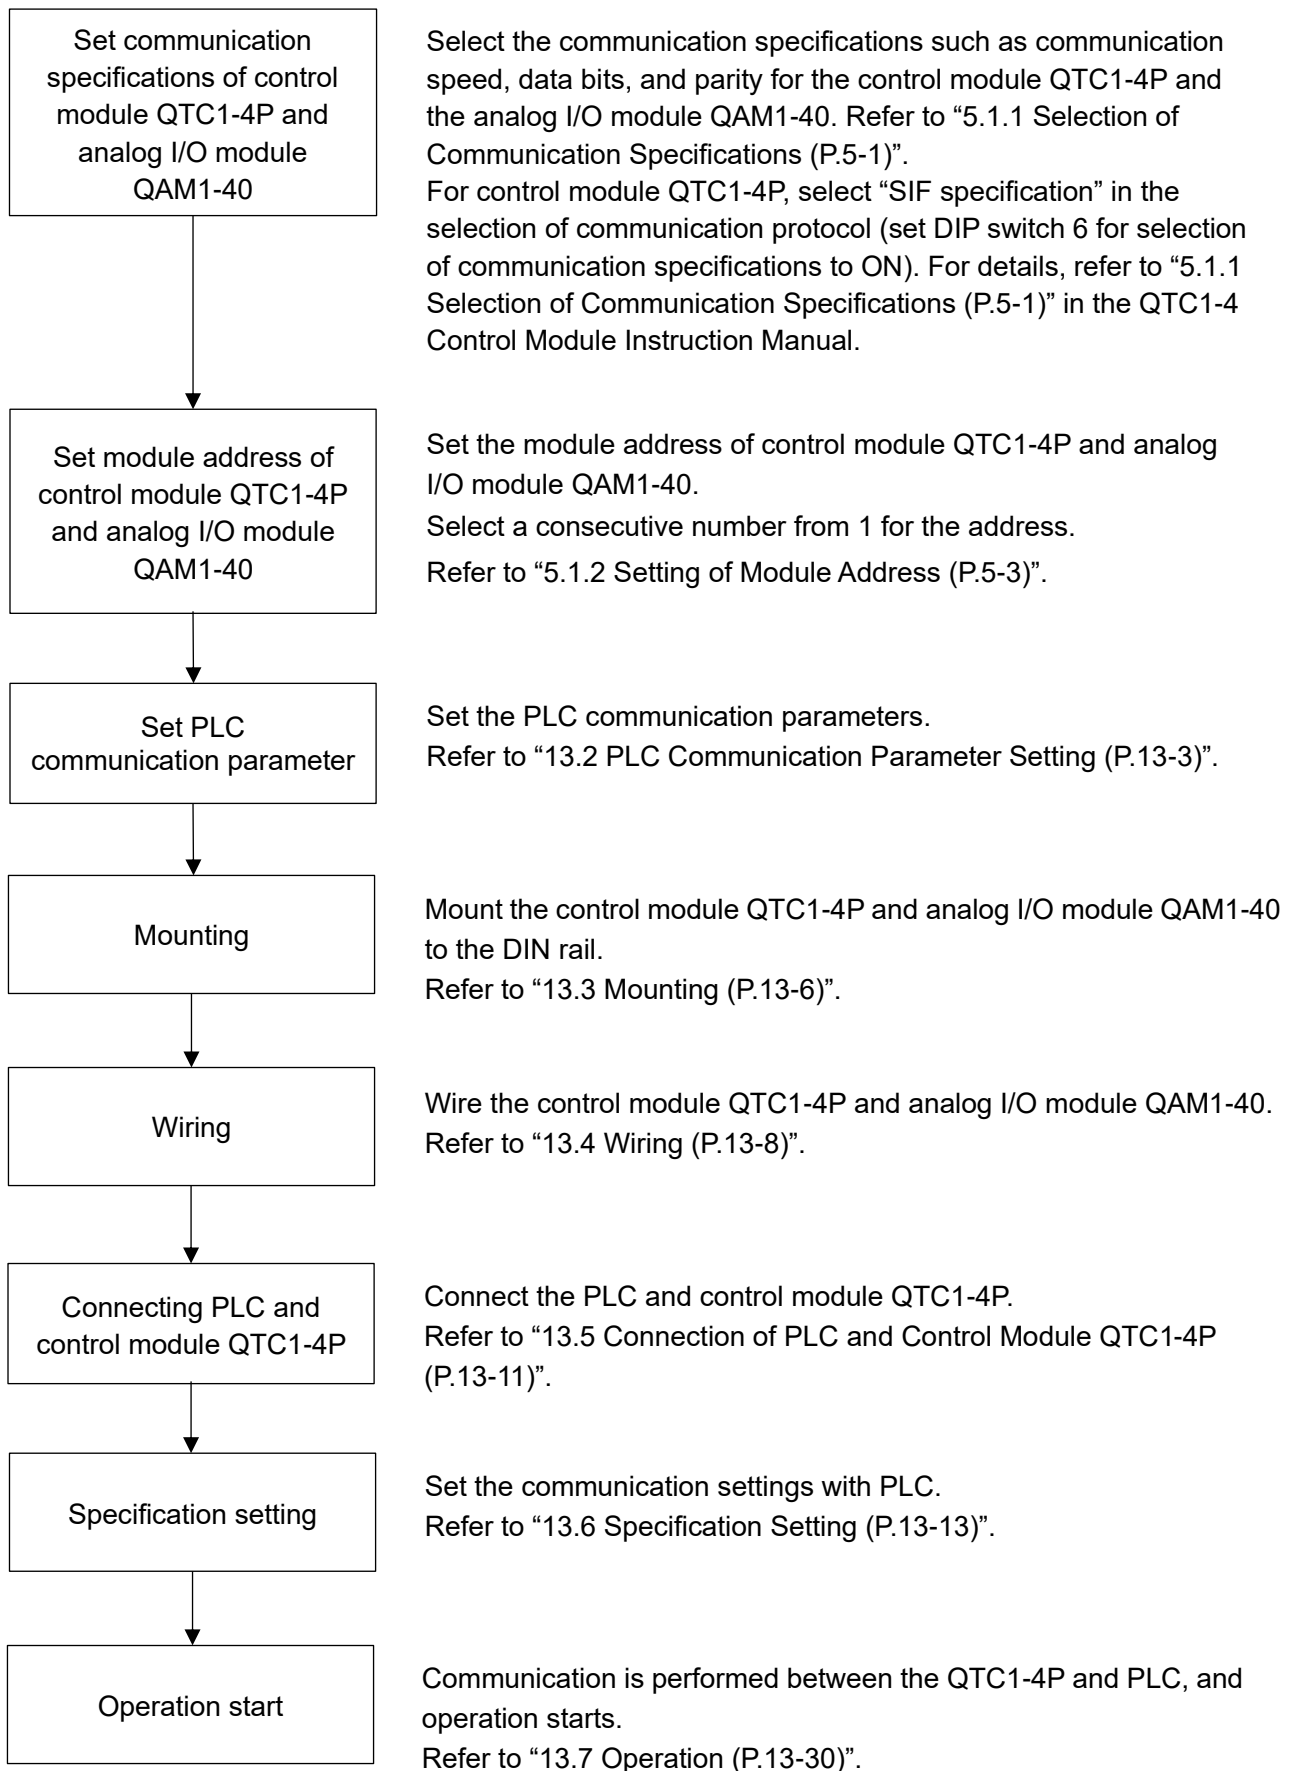 Set communication
specifications of control
module QTC1-4P and
analog I/O module
QAM1-40
Select the communication specifications such as communication
speed, data bits, and parity for the control module QTC1-4P and
the analog I/O module QAM1-40. Refer to “5.1.1 Selection of
Communication Specifications (P.5-1)”.
For control module QTC1-4P, select “SIF specification” in the
selection of communication protocol (set DIP switch 6 for selection
of communication specifications to ON). For details, refer to “5.1.1
Selection of Communication Specifications (P.5-1)” in the QTC1-4
Control Module Instruction Manual.
Set module address of
control module QTC1-4P
and analog I/O module
QAM1-40
Set the module address of control module QTC1-4P and analog
I/O module QAM1-40.
Select a consecutive number from 1 for the address.
Refer to “5.1.2 Setting of Module Address (P.5-3)”.
Set PLC
communication parameter
Set the PLC communication parameters.
Refer to “13.2 PLC Communication Parameter Setting (P.13-3)”.
Mounting
Mount the control module QTC1-4P and analog I/O module QAM1-40
to the DIN rail.
Refer to “13.3 Mounting (P.13-6)”.
Wiring
Wire the control module QTC1-4P and analog I/O module QAM1-40.
Refer to “13.4 Wiring (P.13-8)”.
Connecting PLC and
control module QTC1-4P
Connect the PLC and control module QTC1-4P.
Refer to “13.5 Connection of PLC and Control Module QTC1-4P
(P.13-11)”.
Specification setting
Set the communication settings with PLC.
Refer to “13.6 Specification Setting (P.13-13)”.
Operation start
Communication is performed between the QTC1-4P and PLC, and
operation starts.
Refer to “13.7 Operation (P.13-30)”.